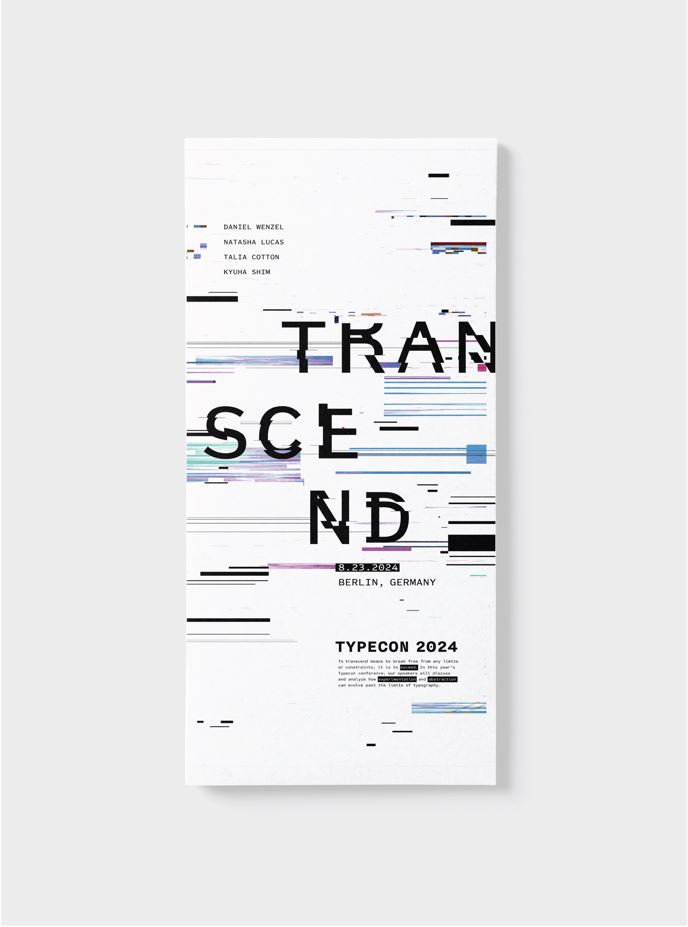 DANIEL WENZEL
NATASHA LUCAS
TALIA COTTON
KYUHA SHIM
TRAN
SCE
ND
8.23.2024
BERLIN, GERMANY
TYPECON 2024
To transcend means to break free from any limits
or constraints; it is to exceed. In this year's
Typecon conference, our speakers will discuss
and analyze how experimentation and abstraction
can evolve past the limits of typography.